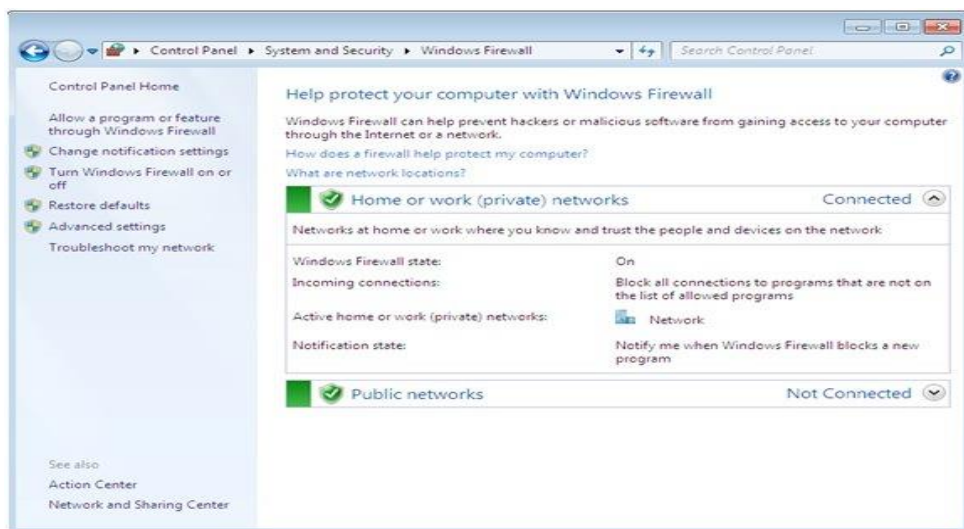 Control Panel ▸ System and Security ▸ Windows Firewall
Search Control Panel
Control Panel Home
Allow a program or feature
through Windows Firewall
Change notification settings
Turn Windows Firewall on or
off
Restore defaults
Advanced settings
Troubleshoot my network
See also
Action Center
Network and Sharing Center
Help protect your computer with Windows Firewall
Windows Firewall can help prevent hackers or malicious software from gaining access to your computer
through the Internet or a network.
How does a firewall help protect my computer?
What are network locations?
Home or work (private) networks Connected
Networks at home or work where you know and trust the people and devices on the network
Windows Firewall state: On
Incoming connections: Block all connections to programs that are not on
the list of allowed programs
Active home or work (private) networks: Network
Notification state: Notify me when Windows Firewall blocks a new
program
Public networks Not Connected